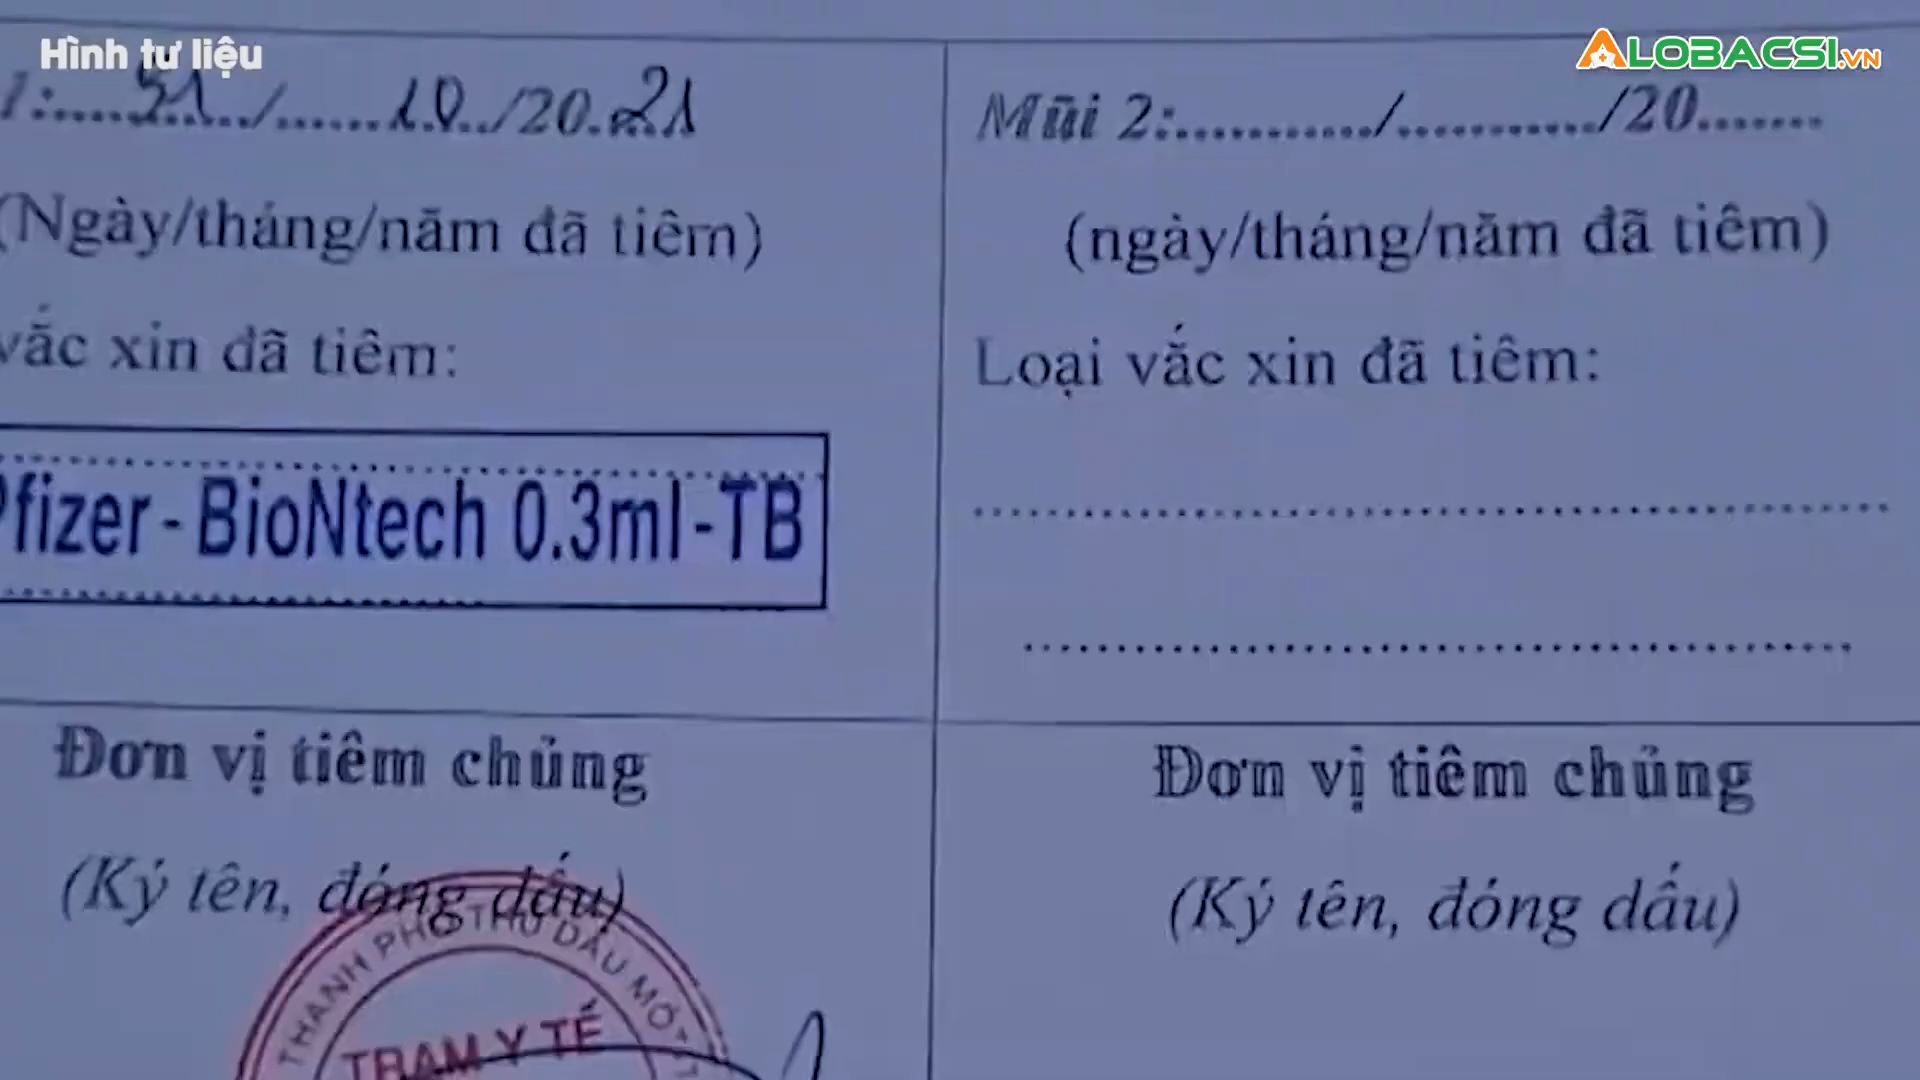 Hình tư liệu
ALOBACSI.VN
1:....31../......10../20.21
(Ngày/tháng/năm đã tiêm)
vắc xin đã tiêm:
Pfizer - BioNtech 0.3ml -TB
Đơn vị tiêm chủng
(Ký tên, đóng dấu)
THÀNH PHỐ THỦ DẦU MỘT
TRẠM Y TẾ
Mũi 2:.........../.........../20.......
(ngày/tháng/năm đã tiêm)
Loại vắc xin đã tiêm:
Đơn vị tiêm chủng
(Ký tên, đóng dấu)